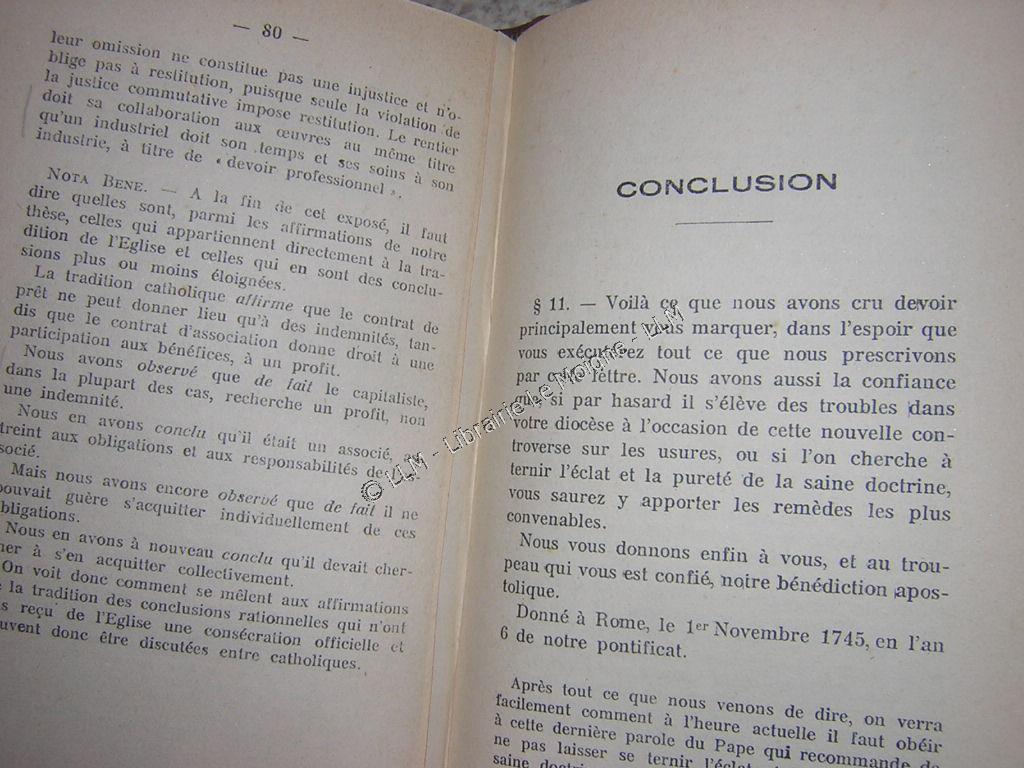 — 80 —
leur omission ne constitue pas une injustice et n'o-
blige pas à restitution, puisque seule la violation de
la justice commutative impose restitution. Le rentier
doit sa collaboration aux œuvres au même titre
qu'un industriel doit son temps et ses soins à son
industrie, à titre de « devoir professionnel ».
NOTA BENE. — A la fin de cet exposé, il faut
dire quelles sont, parmi les affirmations de notre
thèse, celles qui appartiennent directement à la tra-
dition de l'Eglise et celles qui en sont des conclu-
sions plus ou moins éloignées.
La tradition catholique affirme que le contrat de
prêt ne peut donner lieu qu'à des indemnités, tan-
dis que le contrat d'association donne droit à une
participation aux bénéfices, à un profit.
Nous avons observé que de fait le capitaliste,
dans la plupart des cas, recherche un profit, non
une indemnité.
Nous en avons conclu qu'il était un associé,
treint aux obligations et aux responsabilités de
socié.
Mais nous avons encore observé que de fait il ne
pouvait guère s'acquitter individuellement de ces
bligations.
Nous en avons à nouveau conclu qu'il devait cher-
her à s'en acquitter collectivement.
On voit donc comment se mêlent aux affirmations
la tradition des conclusions rationnelles qui n'ont
s reçu de l'Eglise une consécration officielle et
uvent donc être discutées entre catholiques.
CONCLUSION
§ 11. — Voilà ce que nous avons cru devoir
principalement vous marquer, dans l'espoir que
vous exécuterez tout ce que nous prescrivons
par cette lettre. Nous avons aussi la confiance
que, si par hasard il s'élève des troubles dans
votre diocèse à l'occasion de cette nouvelle con-
troverse sur les usures, ou si l'on cherche à
ternir l'éclat et la pureté de la saine doctrine,
vous saurez y apporter les remèdes les plus
convenables.
Nous vous donnons enfin à vous, et au trou-
peau qui vous est confié, notre bénédiction apos-
tolique.
Donné à Rome, le 1er Novembre 1745, en l'an
6 de notre pontificat.
Après tout ce que nous venons de dire, on verra
facilement comment à l'heure actuelle il faut obéir
à cette dernière parole du Pape qui recommande de
ne pas laisser se ternir l'éclat
saine
© LLM - Librairie Le Morgne - LLM